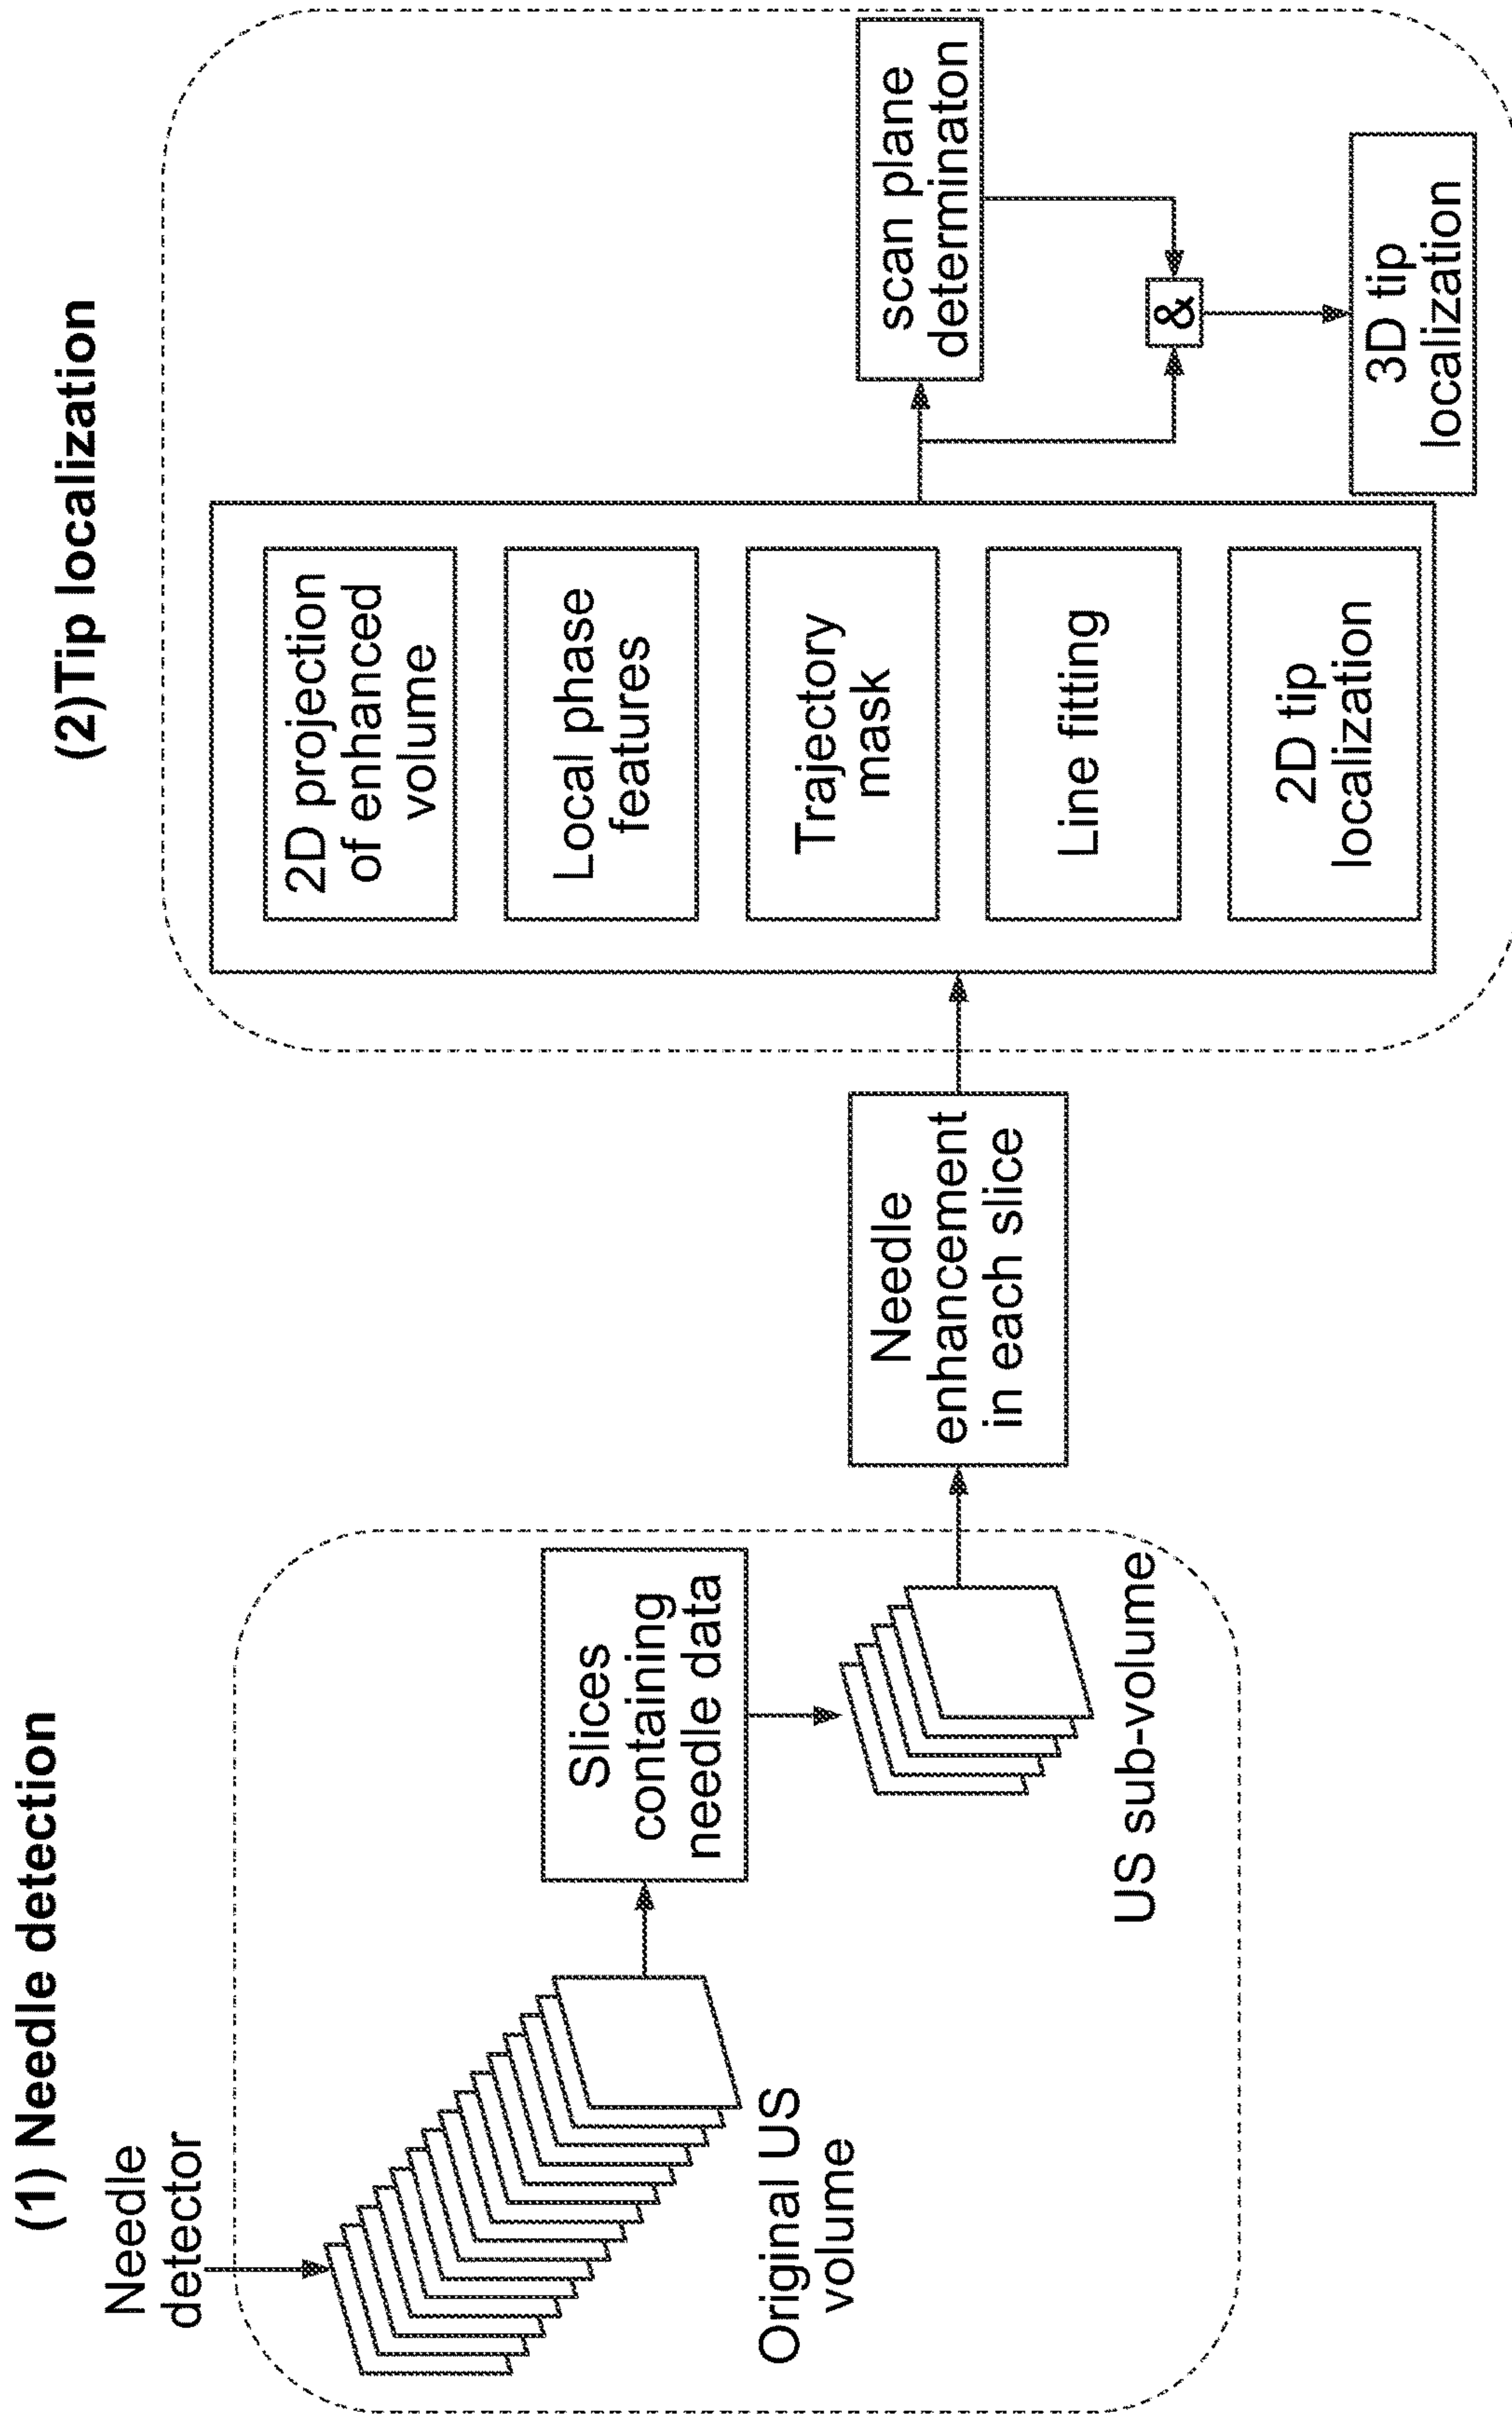 (1) Needle detection
Needle
detector
Original US
volume
Slices
containing
needle data
US sub-volume
Needle
enhancement
in each slice
(2)Tip localization
2D projection
of enhanced
volume
Local phase
features
Trajectory
mask
Line fitting
2D tip
localization
scan plane
determinaton
&
3D tip
localization